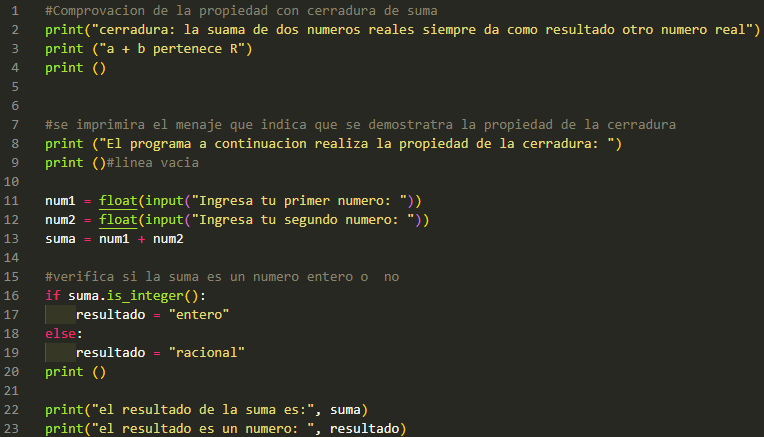 1 #Comprovacion de la propiedad con cerradura de suma
2 print("cerradura: la suama de dos numeros reales siempre da como resultado otro numero real")
3 print ("a + b pertenece R")
4 print ()
5
6
7 #se imprimira el menaje que indica que se demostratra la propiedad de la cerradura
8 print ("El programa a continuacion realiza la propiedad de la cerradura: ")
9 print ()#linea vacia
10
11 num1 = float(input("Ingresa tu primer numero: "))
12 num2 = float(input("Ingresa tu segundo numero: "))
13 suma = num1 + num2
14
15 #verifica si la suma es un numero entero o  no
16 if suma.is_integer():
17     resultado = "entero"
18 else:
19     resultado = "racional"
20 print ()
21
22 print("el resultado de la suma es:", suma)
23 print("el resultado es un numero: ", resultado)